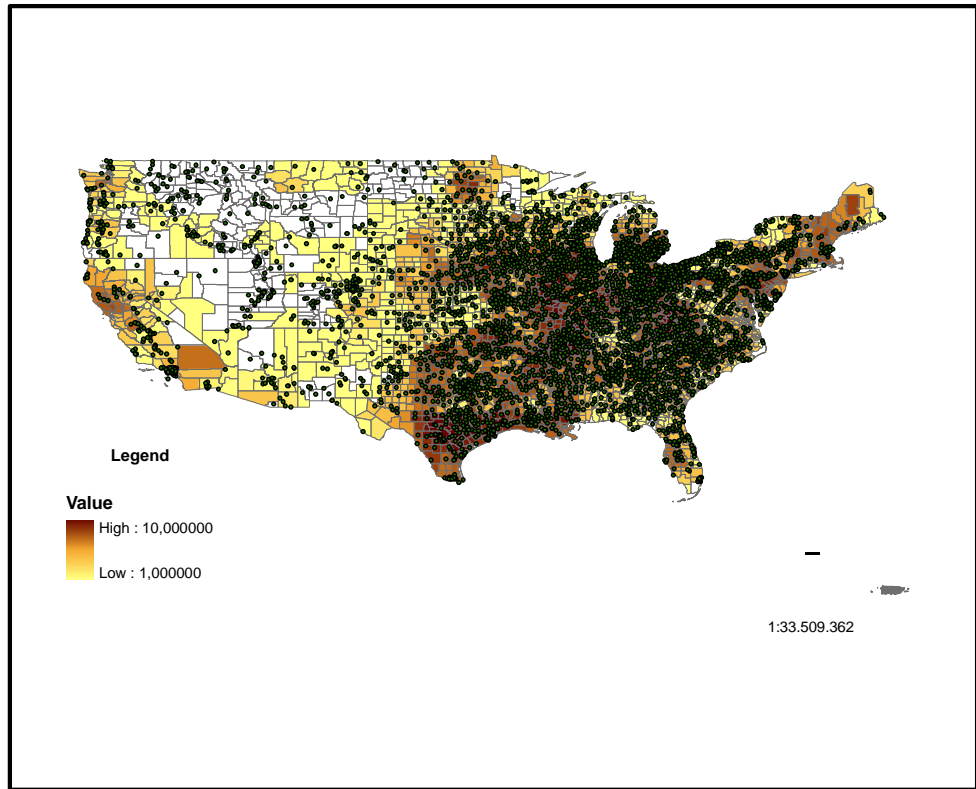 Legend
Value
High : 10,000000
Low : 1,000000
1:33.509.362